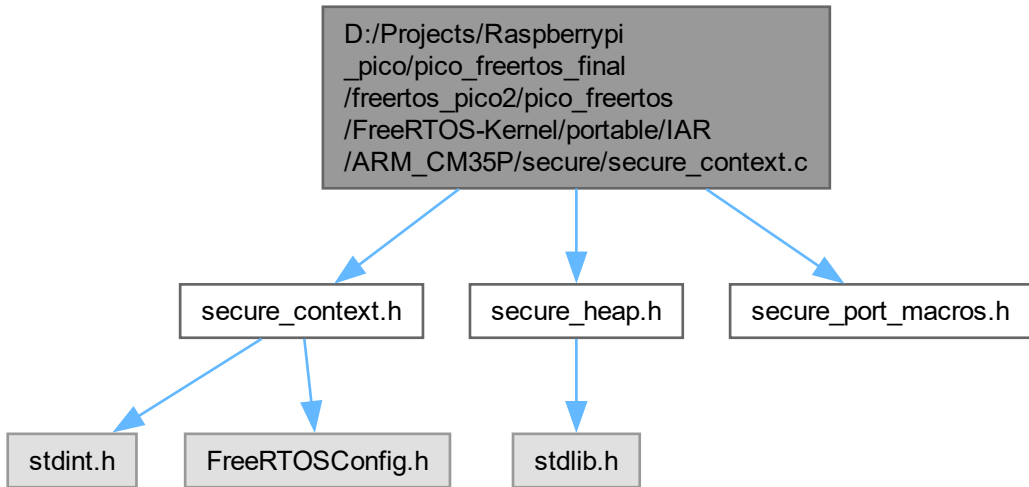 D:/Projects/Raspberrypi
_pico/pico_freertos_final
/freertos_pico2/pico_freertos
/FreeRTOS-Kernel/portable/IAR
/ARM_CM35P/secure/secure_context.c
secure_context.h
secure_heap.h
secure_port_macros.h
stdint.h
FreeRTOSConfig.h
stdlib.h